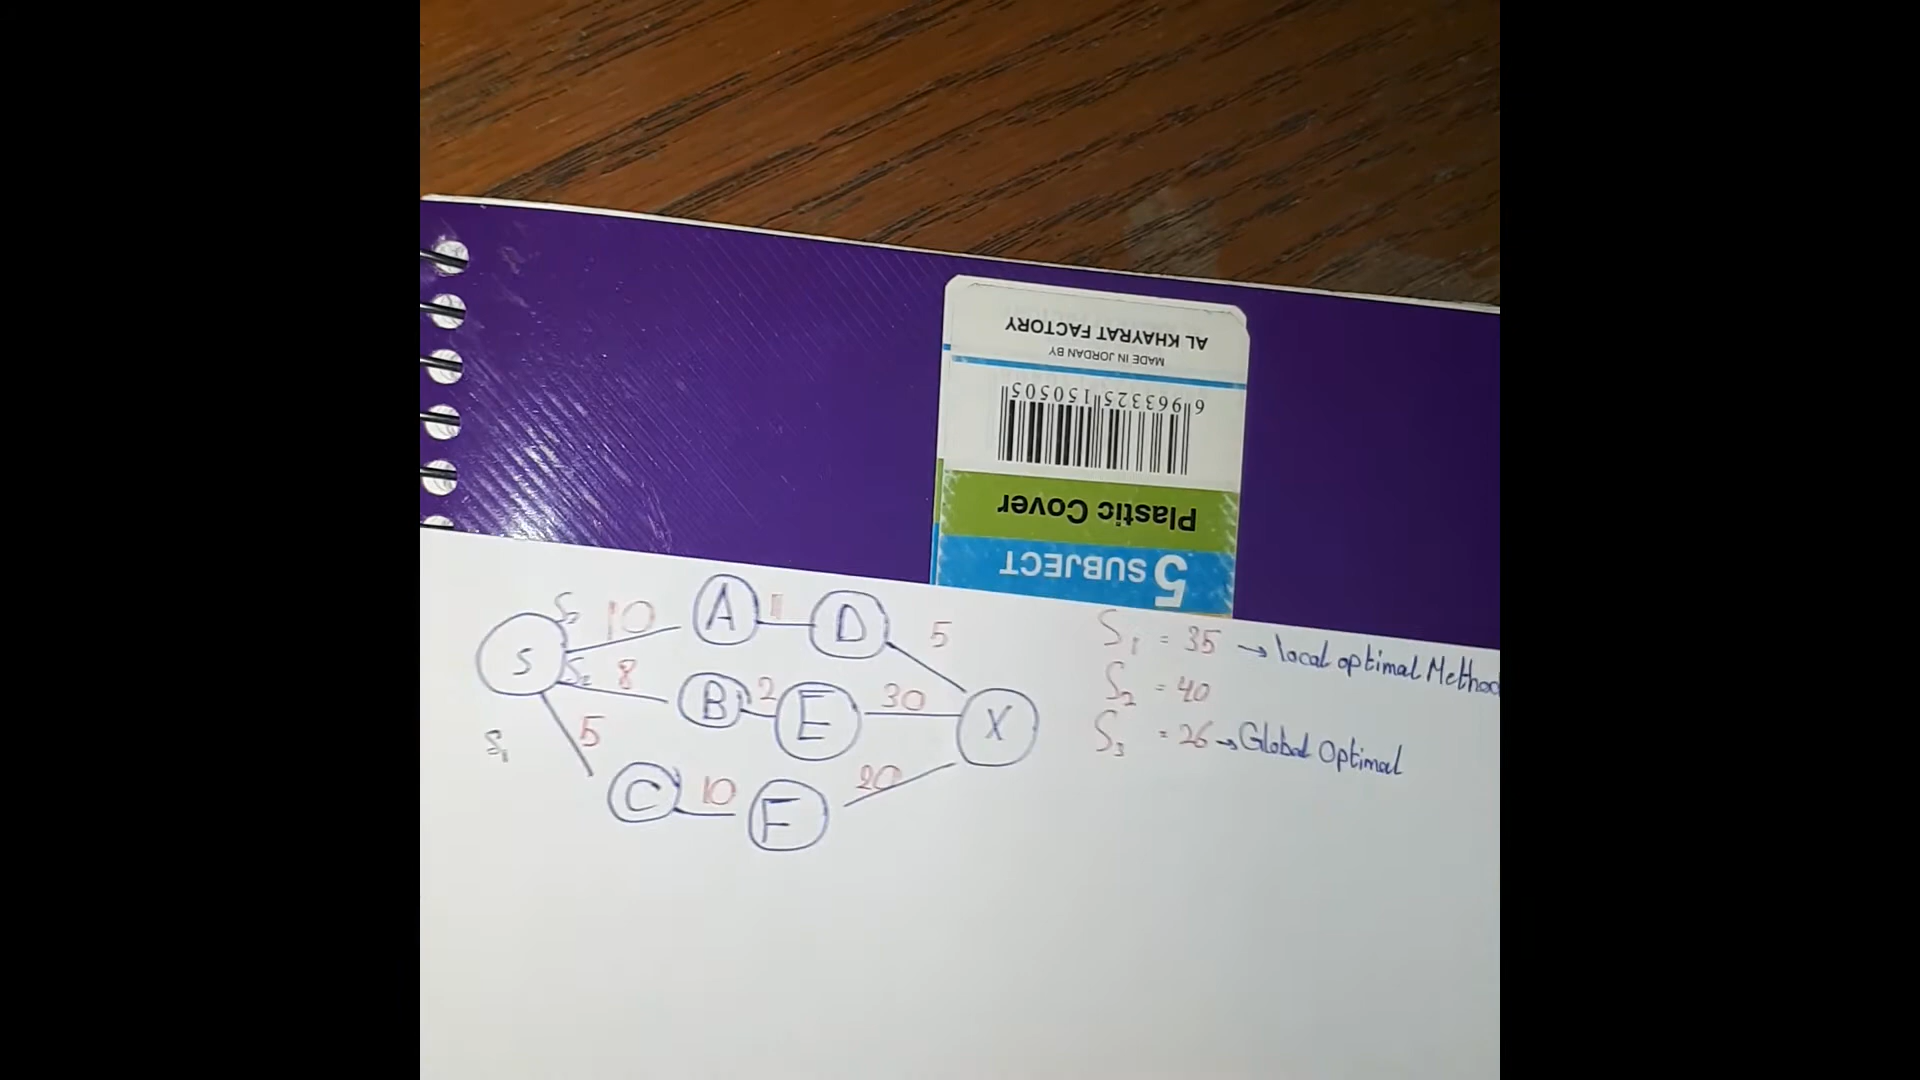 AL KHAYRAT FACTORY
MADE IN JORDAN BY
6 963325 150505
Plastic Cover
5 SUBJECT
S
S₂ 8
S₁
5
10
A
D
5
B
2
E
30
X
C
10
F
20
S₁ = 35 → local optimal Method
S₂ = 40
S₃ = 26 → Global Optimal